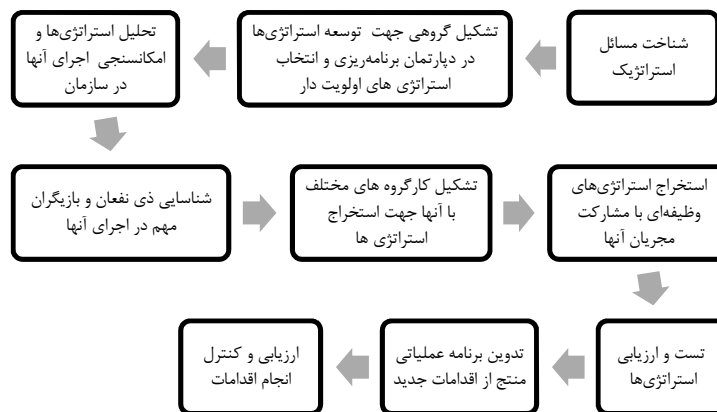 شناخت مسائل
استراتژیک
تشکیل گروهی جهت توسعه استراتژی‌ها
در دپارتمان برنامه‌ریزی و انتخاب
استراتژی های اولویت دار
تحلیل استراتژی‌ها و
امکانسنجی اجرای آنها
در سازمان
شناسایی ذی نفعان و بازیگران
مهم در اجرای آنها
تشکیل کارگروه های مختلف
با آنها جهت استخراج
استراتژی ها
استخراج استراتژی‌های
وظیفه‌ای با مشارکت
مجریان آنها
تست و ارزیابی
استراتژی‌ها
تدوین برنامه عملیاتی
منتج از اقدامات جدید
ارزیابی و کنترل
انجام اقدامات